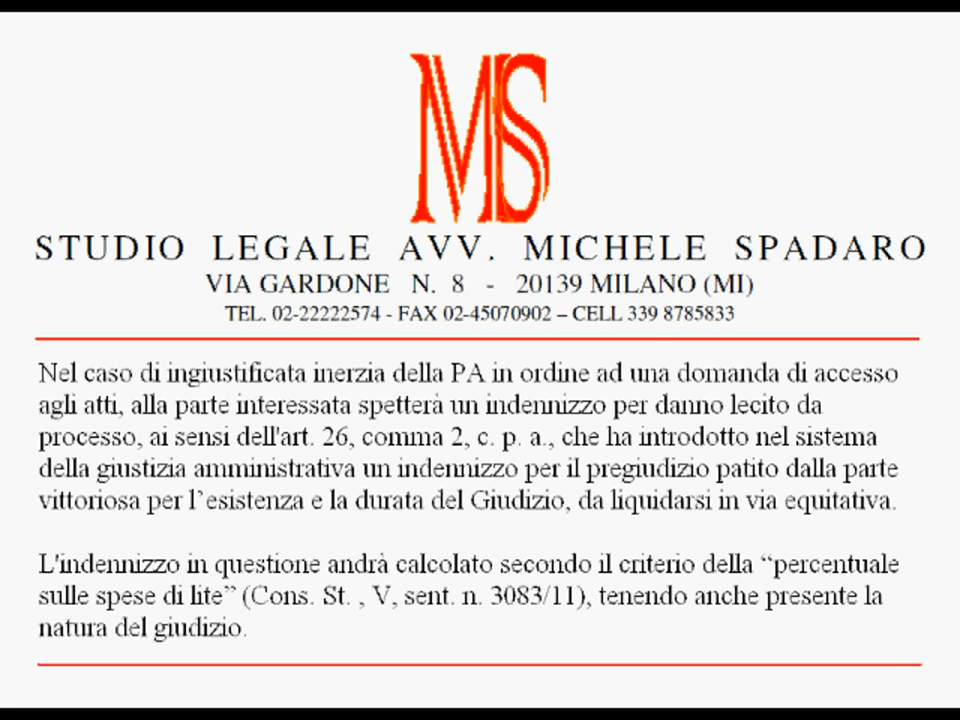 MS
STUDIO LEGALE AVV. MICHELE SPADARO
VIA GARDONE N. 8 - 20139 MILANO (MI)
TEL. 02-22222574 - FAX 02-45070902 – CELL 339 8785833
Nel caso di ingiustificata inerzia della PA in ordine ad una domanda di accesso
agli atti, alla parte interessata spetterà un indennizzo per danno lecito da
processo, ai sensi dell'art. 26, comma 2, c. p. a., che ha introdotto nel sistema
della giustizia amministrativa un indennizzo per il pregiudizio patito dalla parte
vittoriosa per l’esistenza e la durata del Giudizio, da liquidarsi in via equitativa.
L'indennizzo in questione andrà calcolato secondo il criterio della “percentuale
sulle spese di lite” (Cons. St. , V, sent. n. 3083/11), tenendo anche presente la
natura del giudizio.